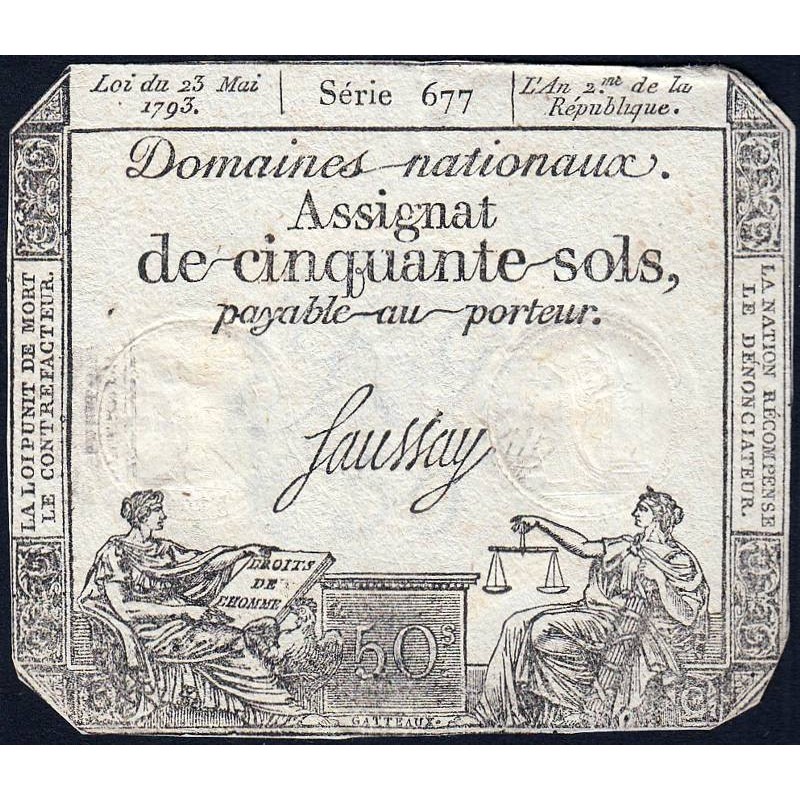 Loi du 23 Mai
1793.
Série 677
L'An 2.me de la
République.
Domaines nationaux.
Assignat
de cinquante sols,
payable au porteur.
Saussay
LA LOI PUNIT DE MORT
LE CONTREFACTEUR.
LA NATION RÉCOMPENSE
LE DÉNONCIATEUR.
DROITS
DE
L'HOMME
50s
GATTEAUX.